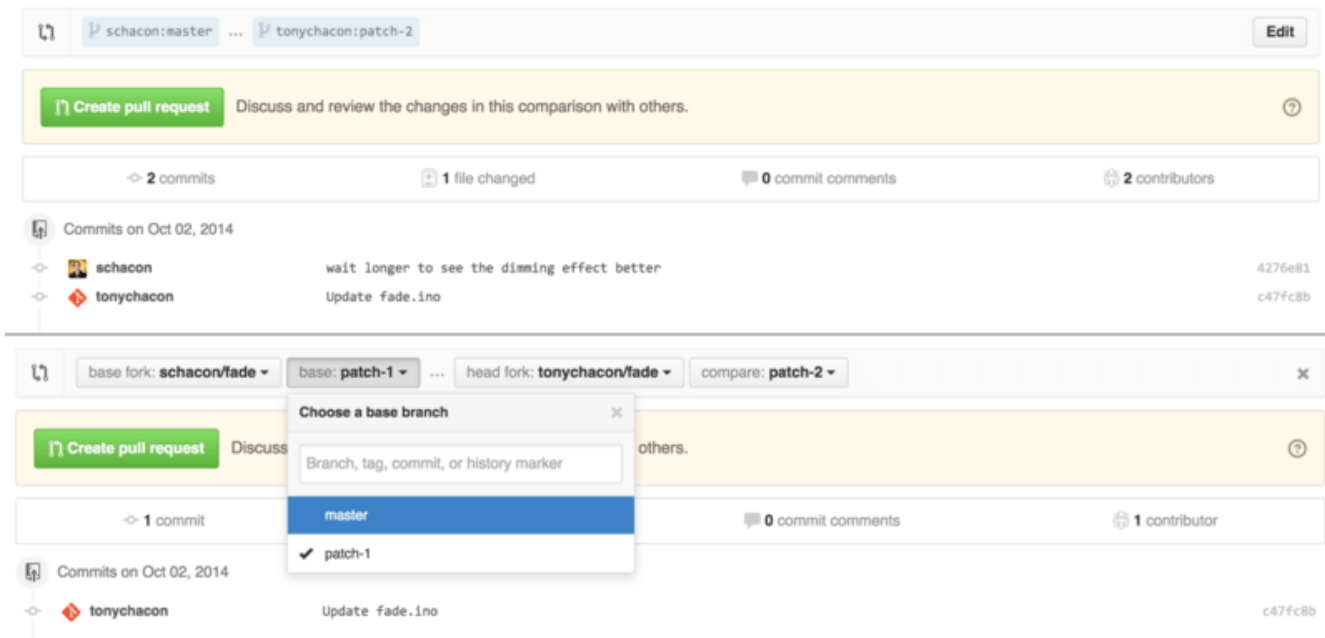 schacon:master ... tonychacon:patch-2 Edit
Create pull request Discuss and review the changes in this comparison with others.
2 commits 1 file changed 0 commit comments 2 contributors
Commits on Oct 02, 2014
schacon wait longer to see the dimming effect better 4276e81
tonychacon Update fade.ino c47fc8b
base fork: schacon/fade base: patch-1 ... head fork: tonychacon/fade compare: patch-2
Choose a base branch
Create pull request Discuss others.
Branch, tag, commit, or history marker
1 commit master 0 commit comments 1 contributor
patch-1
Commits on Oct 02, 2014
tonychacon Update fade.ino c47fc8b